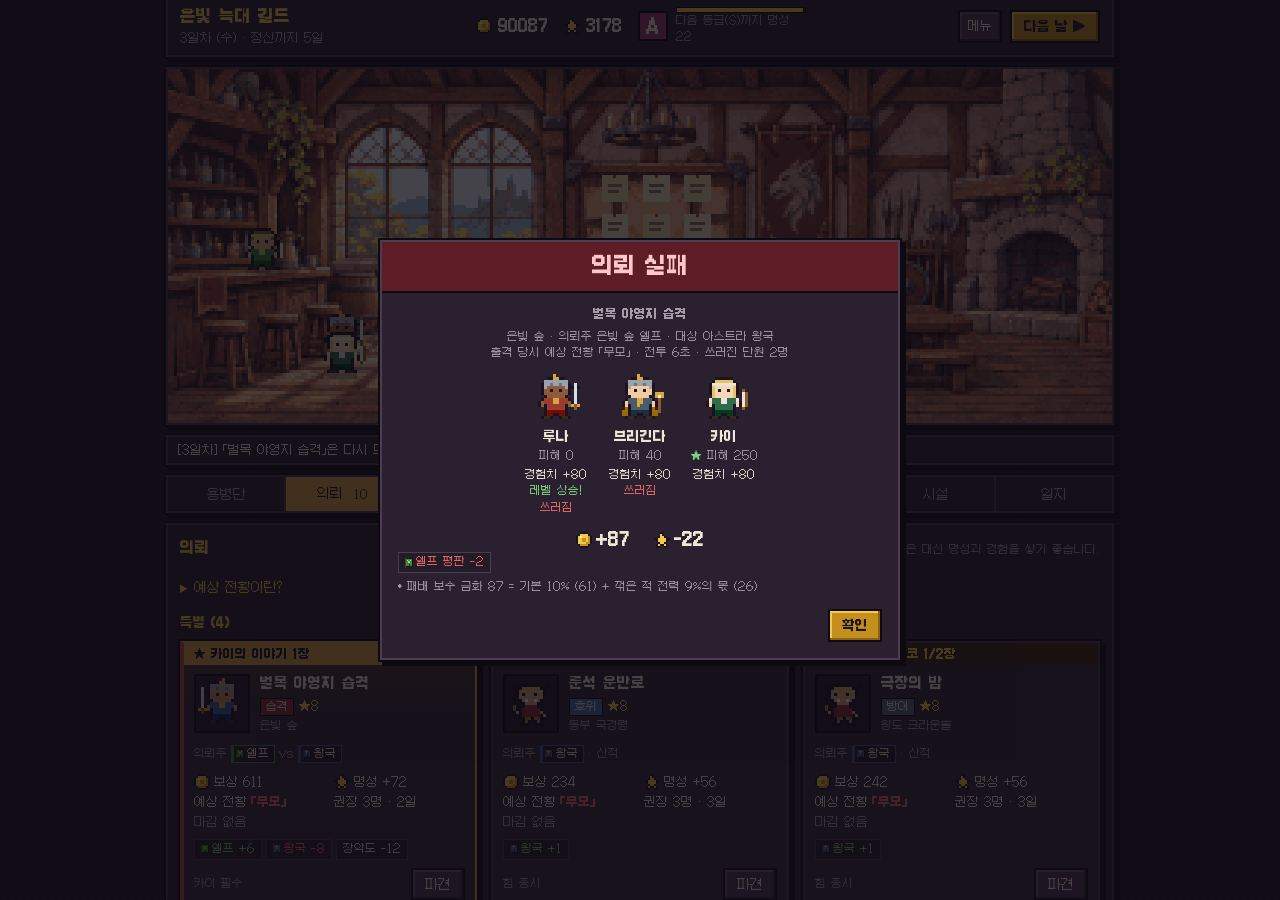 은빛 늑대 길드
3일차 (수) · 정산까지 5일
90087
3178
A
다음 등급(S)까지 명성
22
메뉴
다음 날 ▶
의뢰 실패
벌목 야영지 습격
은빛 숲 · 의뢰주 은빛 숲 엘프 · 대상 아스트라 왕국
출격 당시 예상 전황 「무모」 · 전투 6초 · 쓰러진 단원 2명
루나 브리긴다 카이
피해 0 피해 40 ★ 피해 250
경험치 +80 경험치 +80 경험치 +80
레벨 상승! 쓰러짐
쓰러짐
+87 -22
엘프 평판 -2
• 패배 보수 금화 87 = 기본 10% (61) + 꺾은 적 전력 9%의 몫 (26)
확인
[3일차] 「벌목 야영지 습격」은 다시
용병단
의뢰 10
시설
일지
의뢰
은 대신 명성과 경험을 쌓기 좋습니다.
▶ 예상 전황이란?
특별 (4)
★ 카이의 이야기 1장
벌목 야영지 습격
습격 ★8
은빛 숲
의뢰주 엘프 vs 왕국
보상 611 명성 +72
예상 전황 「무모」 권장 3명 · 2일
마감 없음
엘프 +6 왕국 -8 장악도 -12
카이 필수
파견
룬석 운반로
호위 ★8
동부 국경령
의뢰주 왕국 · 산적
보상 234 명성 +56
예상 전황 「무모」 권장 3명 · 3일
마감 없음
왕국 +1
힘 중시
파견
코 1/2장
극장의 밤
방어 ★8
왕도 크라운홀
의뢰주 왕국 · 산적
보상 242 명성 +56
예상 전황 「무모」 권장 3명 · 3일
마감 없음
왕국 +1
힘 중시
파견